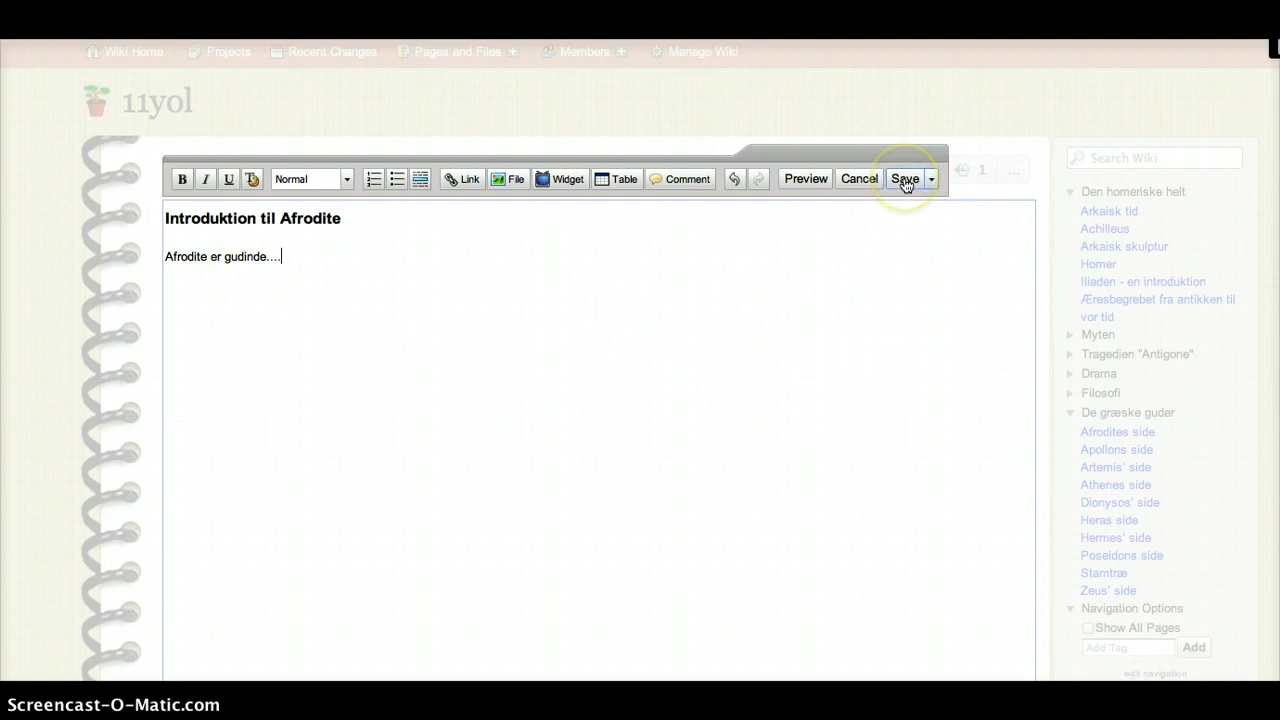 Wiki Home Projects Recent Changes Pages and Files Members Manage Wiki
11yol
B I U Normal Link File Widget Table Comment Preview Cancel Save
1 ...
Introduktion til Afrodite
Afrodite er gudinde....
Search Wiki
Den homeriske helt
Arkaisk tid
Achilleus
Arkaisk skulptur
Homer
Iliaden - en introduktion
Æresbegrebet fra antikken til
vor tid
Myten
Tragedien "Antigone"
Drama
Filosofi
De græske guder
Afrodites side
Apollons side
Artemis' side
Athenes side
Dionysos' side
Heras side
Hermes' side
Poseidons side
Stamtræ
Zeus' side
Navigation Options
Show All Pages
Add Tag Add
edit navigation
Screencast-O-Matic.com